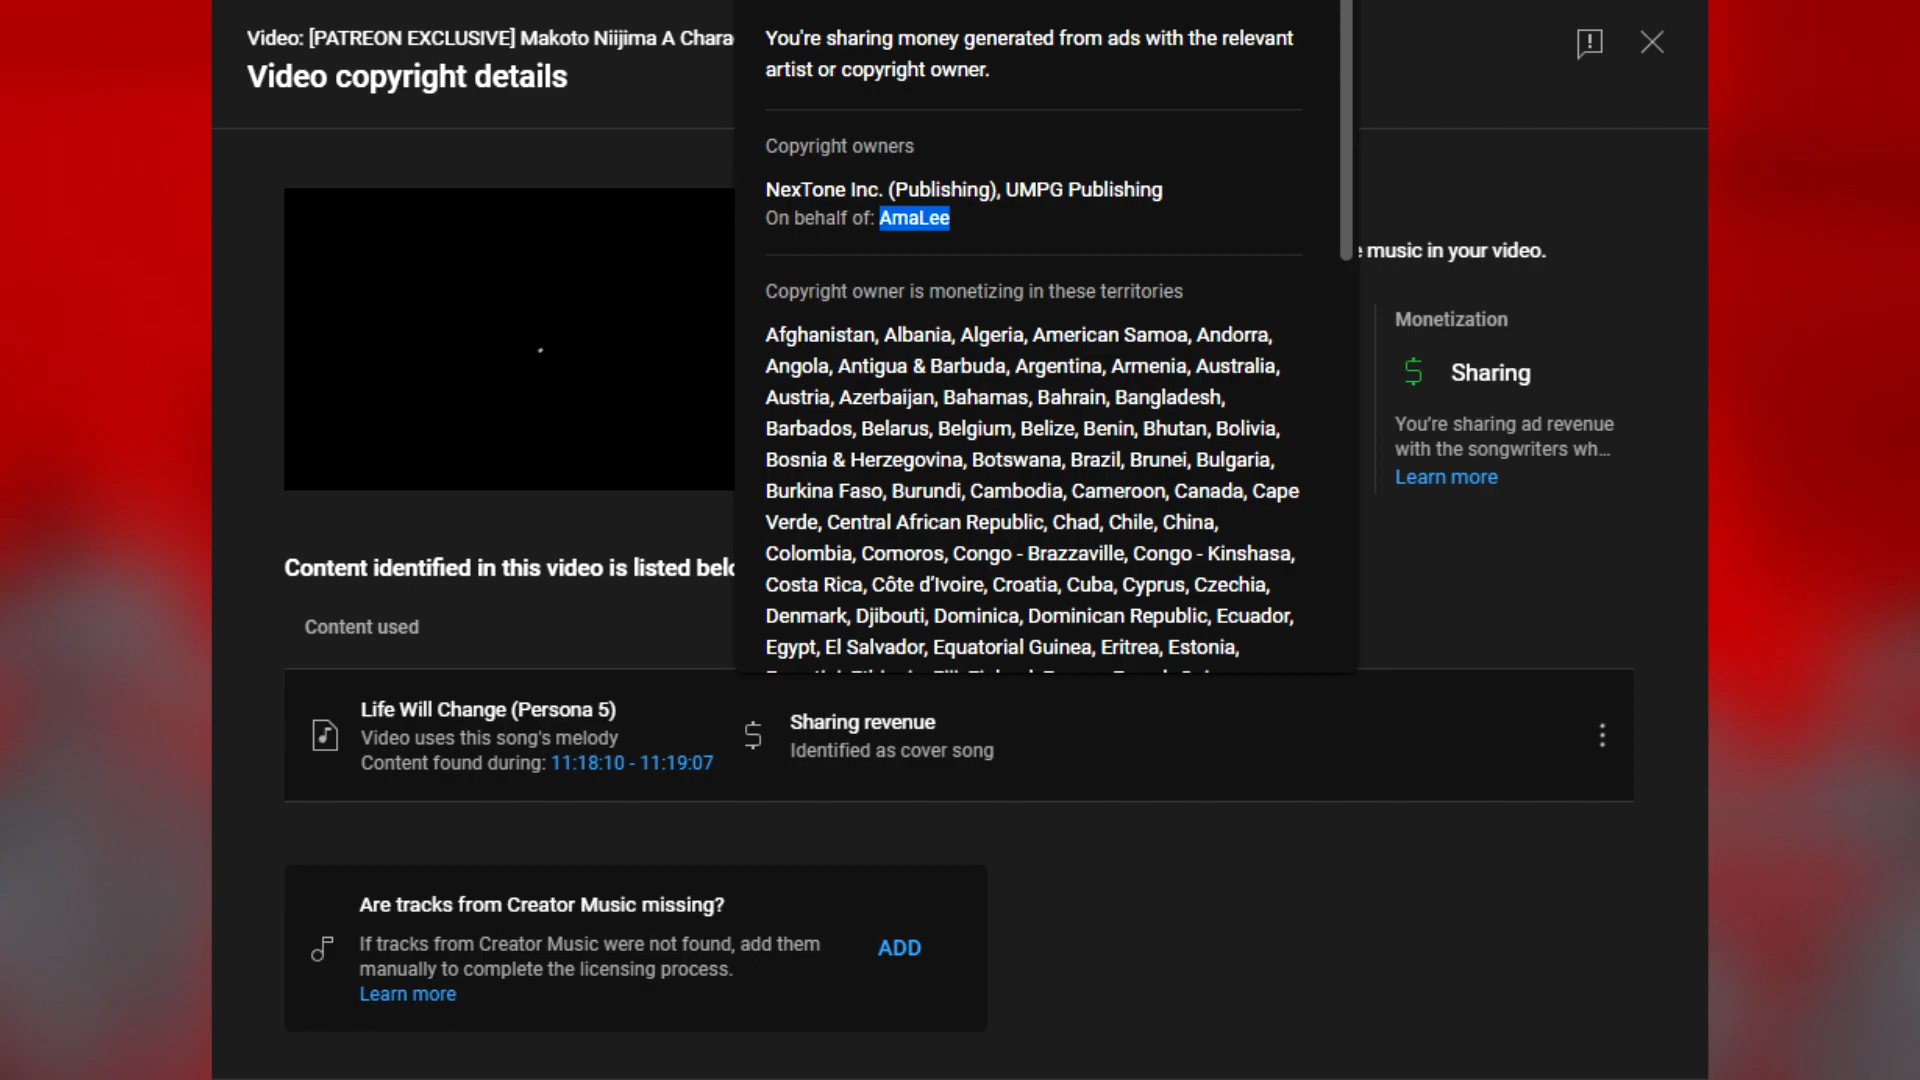 Video: [PATREON EXCLUSIVE] Makoto Niijima A Chara
Video copyright details
You're sharing money generated from ads with the relevant
artist or copyright owner.
Copyright owners
NexTone Inc. (Publishing), UMPG Publishing
On behalf of: AmaLee
Copyright owner is monetizing in these territories
Afghanistan, Albania, Algeria, American Samoa, Andorra,
Angola, Antigua & Barbuda, Argentina, Armenia, Australia,
Austria, Azerbaijan, Bahamas, Bahrain, Bangladesh,
Barbados, Belarus, Belgium, Belize, Benin, Bhutan, Bolivia,
Bosnia & Herzegovina, Botswana, Brazil, Brunei, Bulgaria,
Burkina Faso, Burundi, Cambodia, Cameroon, Canada, Cape
Verde, Central African Republic, Chad, Chile, China,
Colombia, Comoros, Congo - Brazzaville, Congo - Kinshasa,
Costa Rica, Côte d’Ivoire, Croatia, Cuba, Cyprus, Czechia,
Denmark, Djibouti, Dominica, Dominican Republic, Ecuador,
Egypt, El Salvador, Equatorial Guinea, Eritrea, Estonia,
music in your video.
Monetization
Sharing
You're sharing ad revenue
with the songwriters wh...
Learn more
Content identified in this video is listed belo
Content used
Life Will Change (Persona 5)
Video uses this song's melody
Content found during: 11:18:10 - 11:19:07
Sharing revenue
Identified as cover song
Are tracks from Creator Music missing?
If tracks from Creator Music were not found, add them
manually to complete the licensing process.
Learn more
ADD